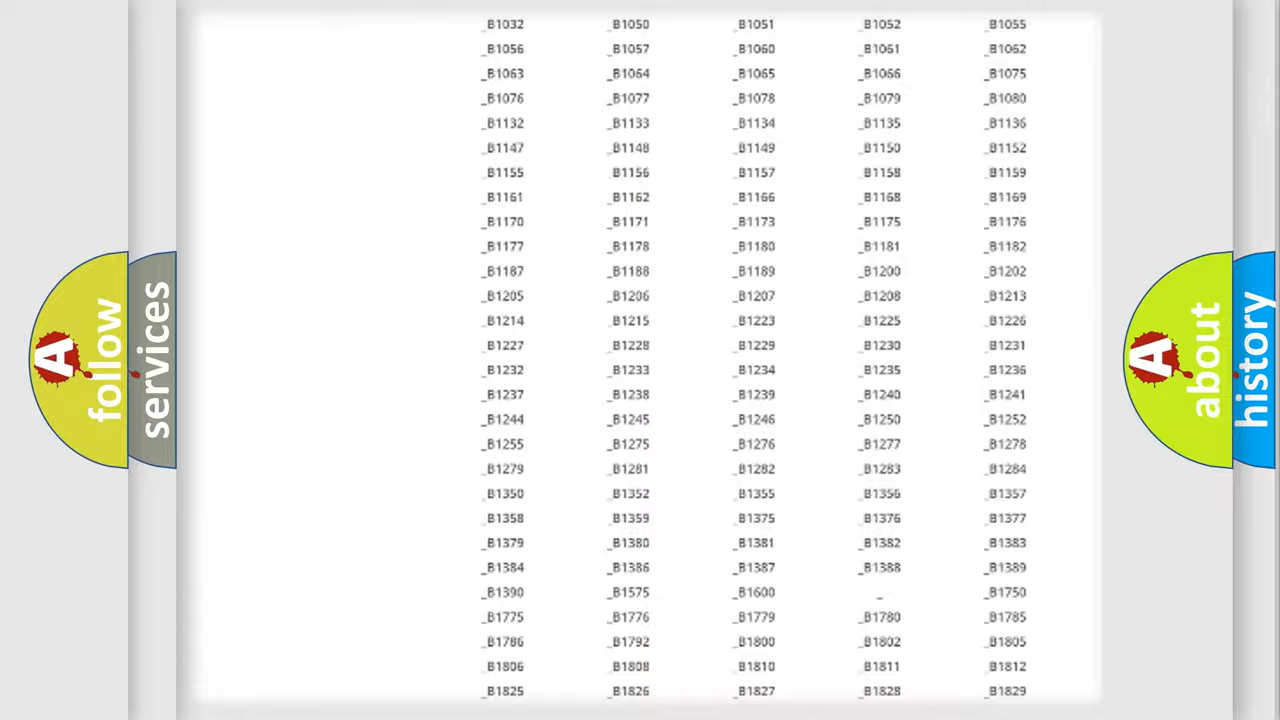 _B1032 _B1050 _B1051 _B1052 _B1055
_B1056 _B1057 _B1060 _B1061 _B1062
_B1063 _B1064 _B1065 _B1066 _B1075
_B1076 _B1077 _B1078 _B1079 _B1080
_B1132 _B1133 _B1134 _B1135 _B1136
_B1147 _B1148 _B1149 _B1150 _B1152
_B1155 _B1156 _B1157 _B1158 _B1159
_B1161 _B1162 _B1166 _B1168 _B1169
_B1170 _B1171 _B1173 _B1175 _B1176
_B1177 _B1178 _B1180 _B1181 _B1182
_B1187 _B1188 _B1189 _B1200 _B1202
_B1205 _B1206 _B1207 _B1208 _B1213
_B1214 _B1215 _B1223 _B1225 _B1226
_B1227 _B1228 _B1229 _B1230 _B1231
_B1232 _B1233 _B1234 _B1235 _B1236
_B1237 _B1238 _B1239 _B1240 _B1241
_B1244 _B1245 _B1246 _B1250 _B1252
_B1255 _B1275 _B1276 _B1277 _B1278
_B1279 _B1281 _B1282 _B1283 _B1284
_B1350 _B1352 _B1355 _B1356 _B1357
_B1358 _B1359 _B1375 _B1376 _B1377
_B1379 _B1380 _B1381 _B1382 _B1383
_B1384 _B1386 _B1387 _B1388 _B1389
_B1390 _B1575 _B1600 _ _B1750
_B1775 _B1776 _B1779 _B1780 _B1785
_B1786 _B1792 _B1800 _B1802 _B1805
_B1806 _B1808 _B1810 _B1811 _B1812
_B1825 _B1826 _B1827 _B1828 _B1829
A
follow
services
A
about
history